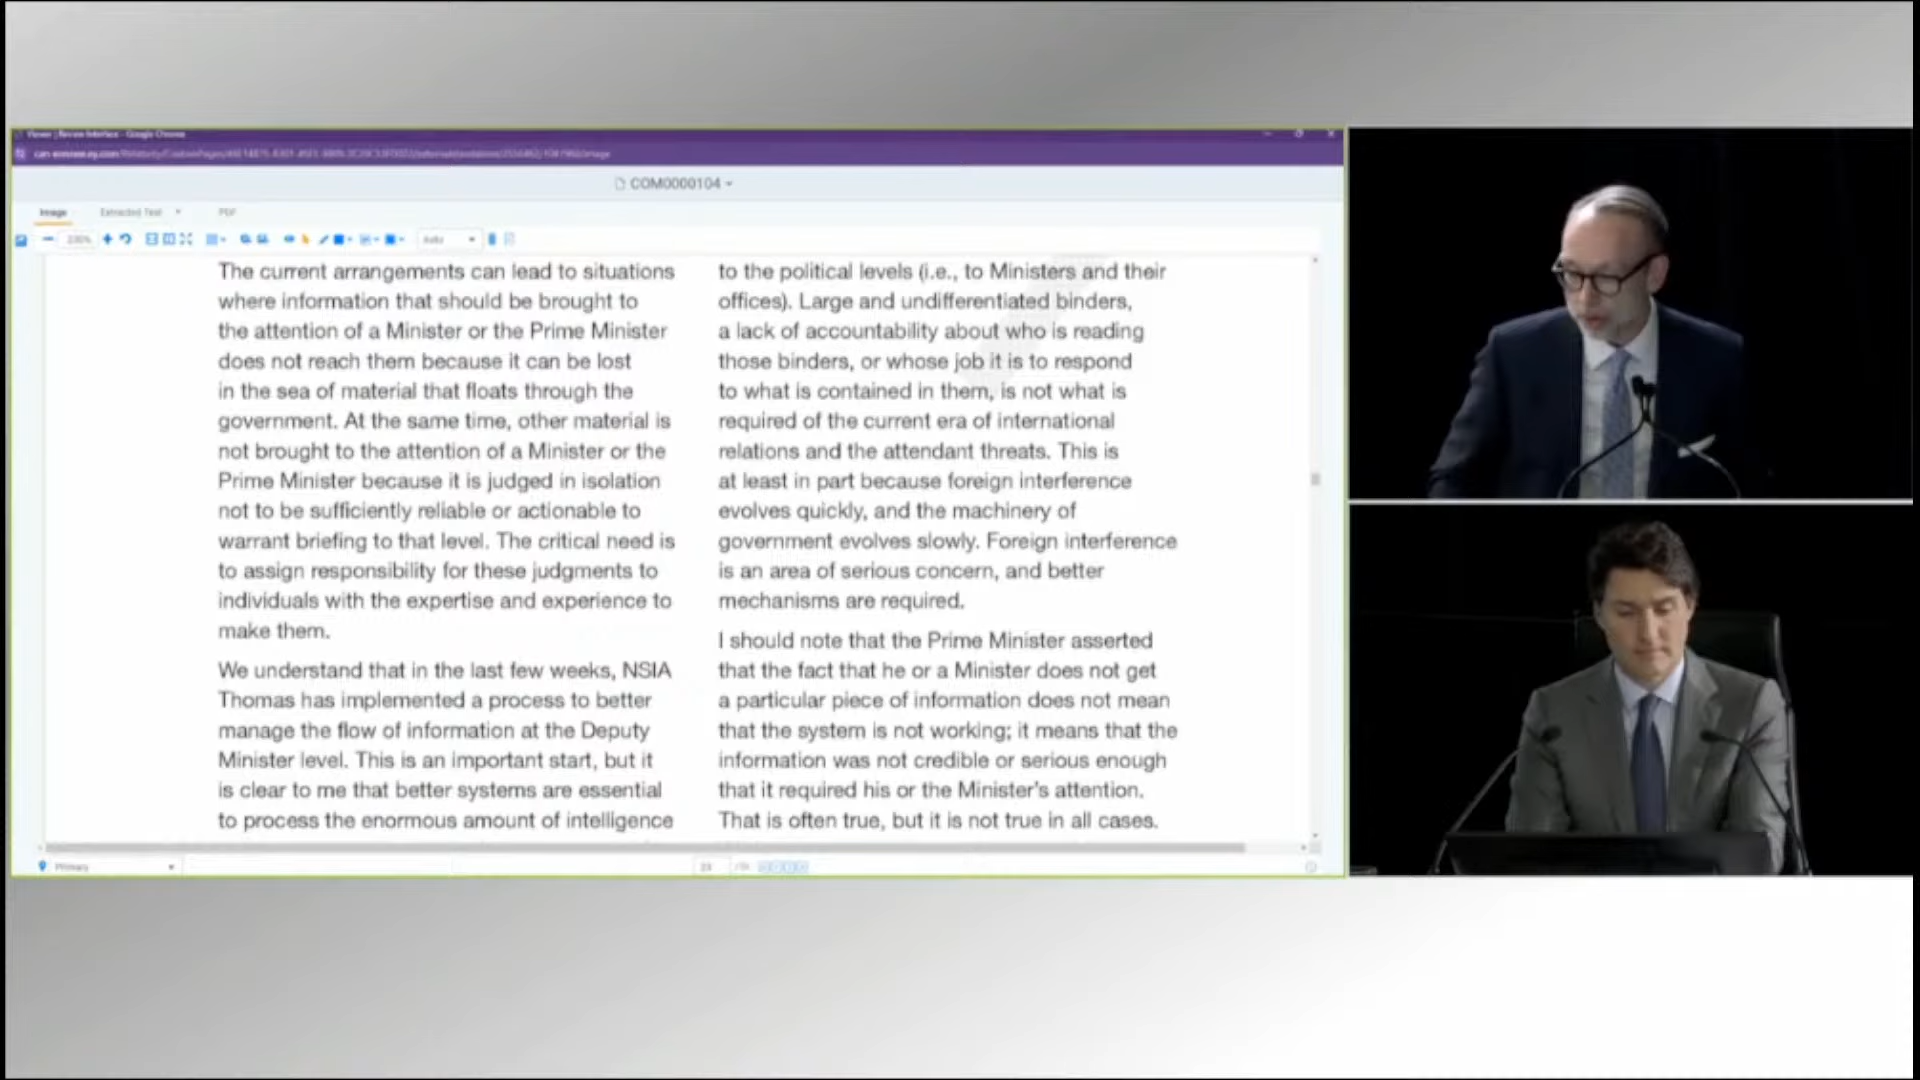 Viewer | Review Interface - Google Chrome
COM0000104
Image
Extracted Text
PDF
Auto
The current arrangements can lead to situations
where information that should be brought to
the attention of a Minister or the Prime Minister
does not reach them because it can be lost
in the sea of material that floats through the
government. At the same time, other material is
not brought to the attention of a Minister or the
Prime Minister because it is judged in isolation
not to be sufficiently reliable or actionable to
warrant briefing to that level. The critical need is
to assign responsibility for these judgments to
individuals with the expertise and experience to
make them.
We understand that in the last few weeks, NSIA
Thomas has implemented a process to better
manage the flow of information at the Deputy
Minister level. This is an important start, but it
is clear to me that better systems are essential
to process the enormous amount of intelligence
to the political levels (i.e., to Ministers and their
offices). Large and undifferentiated binders,
a lack of accountability about who is reading
those binders, or whose job it is to respond
to what is contained in them, is not what is
required of the current era of international
relations and the attendant threats. This is
at least in part because foreign interference
evolves quickly, and the machinery of
government evolves slowly. Foreign interference
is an area of serious concern, and better
mechanisms are required.
I should note that the Prime Minister asserted
that the fact that he or a Minister does not get
a particular piece of information does not mean
that the system is not working; it means that the
information was not credible or serious enough
that it required his or the Minister's attention.
That is often true, but it is not true in all cases.
Primary